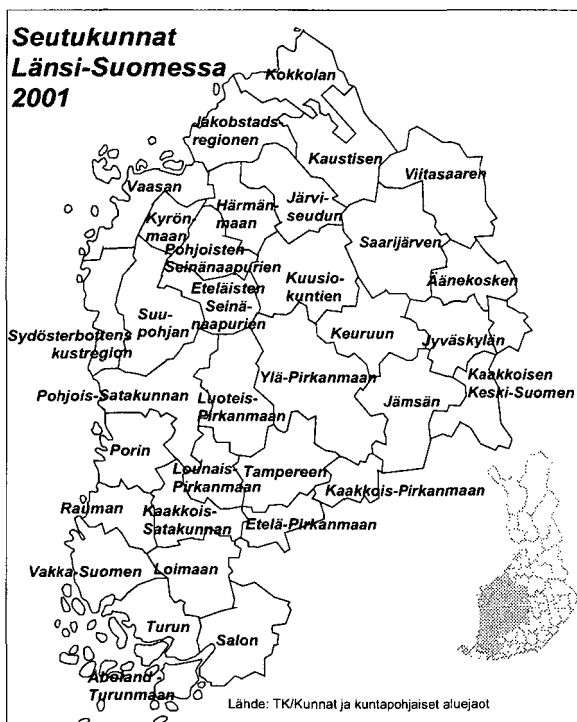 Seutukunnat
Länsi-Suomessa
2001
Kokkolan
Jakobstads-
regionen
Kaustisen
Viitasaaren
Vaasan
Härmän-
maan
Järvi-
seudun
Kyrön-
maan
Saarijärven
Pohjoisten
Seinänaapurien
Kuusio-
kuntien
Äänekosken
Eteläisten
Seinä-
naapurien
Suu-
pohjan
Sydösterbottens
kustregion
Keuruun
Jyväskylän
Kaakkoisen
Keski-Suomen
Ylä-Pirkanmaan
Pohjois-Satakunnan
Luoteis-
Pirkanmaan
Jämsän
Porin
Lounais-
Pirkanmaan
Tampereen
Kaakkois-Pirkanmaan
Rauman
Kaakkois-
Satakunnan
Etelä-Pirkanmaan
Vakka-Suomen
Loimaan
Turun
Salon
Åboland -
Turunmaan
Lähde: TK/Kunnat ja kuntapohjaiset aluejaot